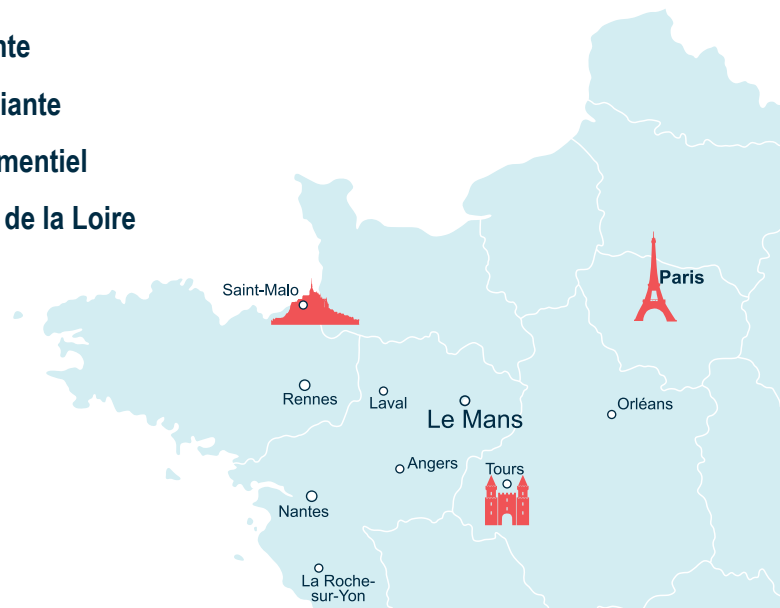 nte
iante
mentiel
de la Loire
Saint-Malo
Paris
Rennes
Laval
Le Mans
Orléans
Angers
Tours
Nantes
La Roche-
sur-Yon